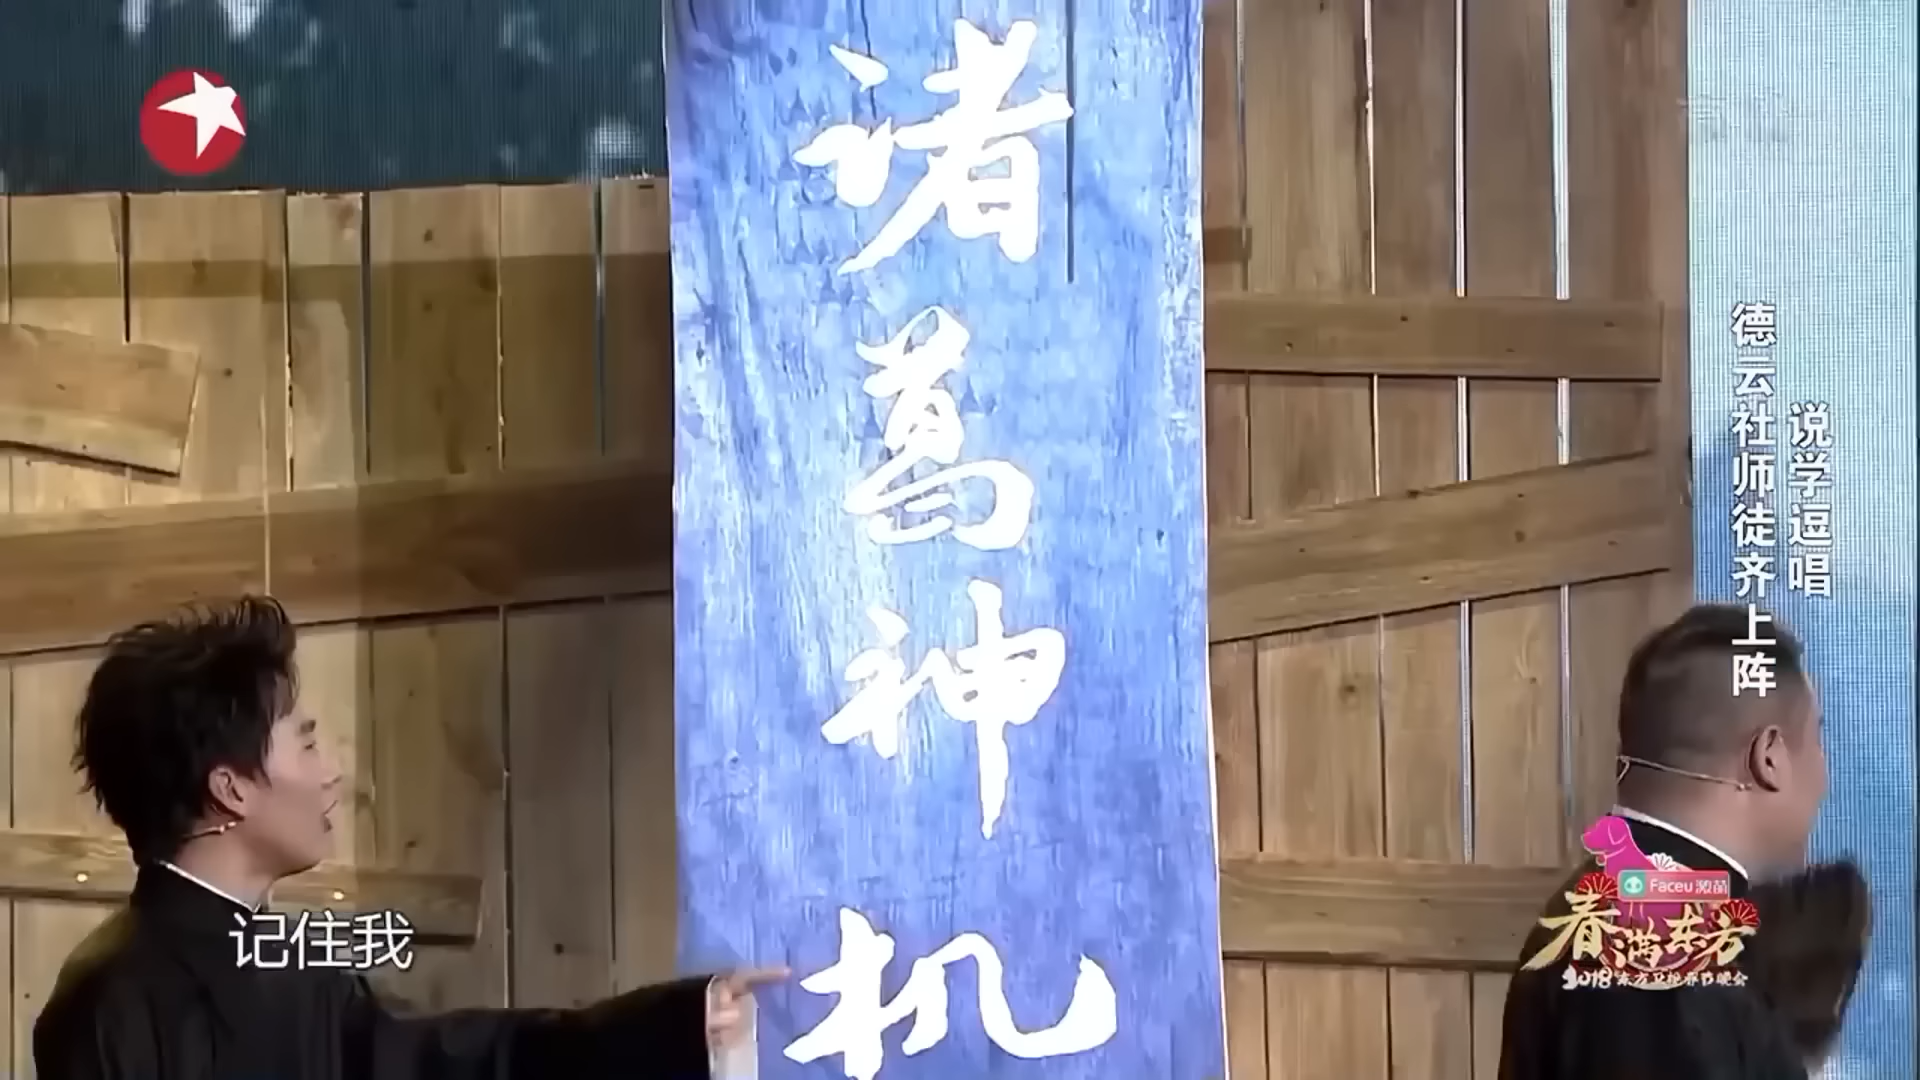 诸葛神机
说学逗唱
德云社师徒齐上阵
记住我
Faceu激萌
春满东方
2018东方卫视春节晚会